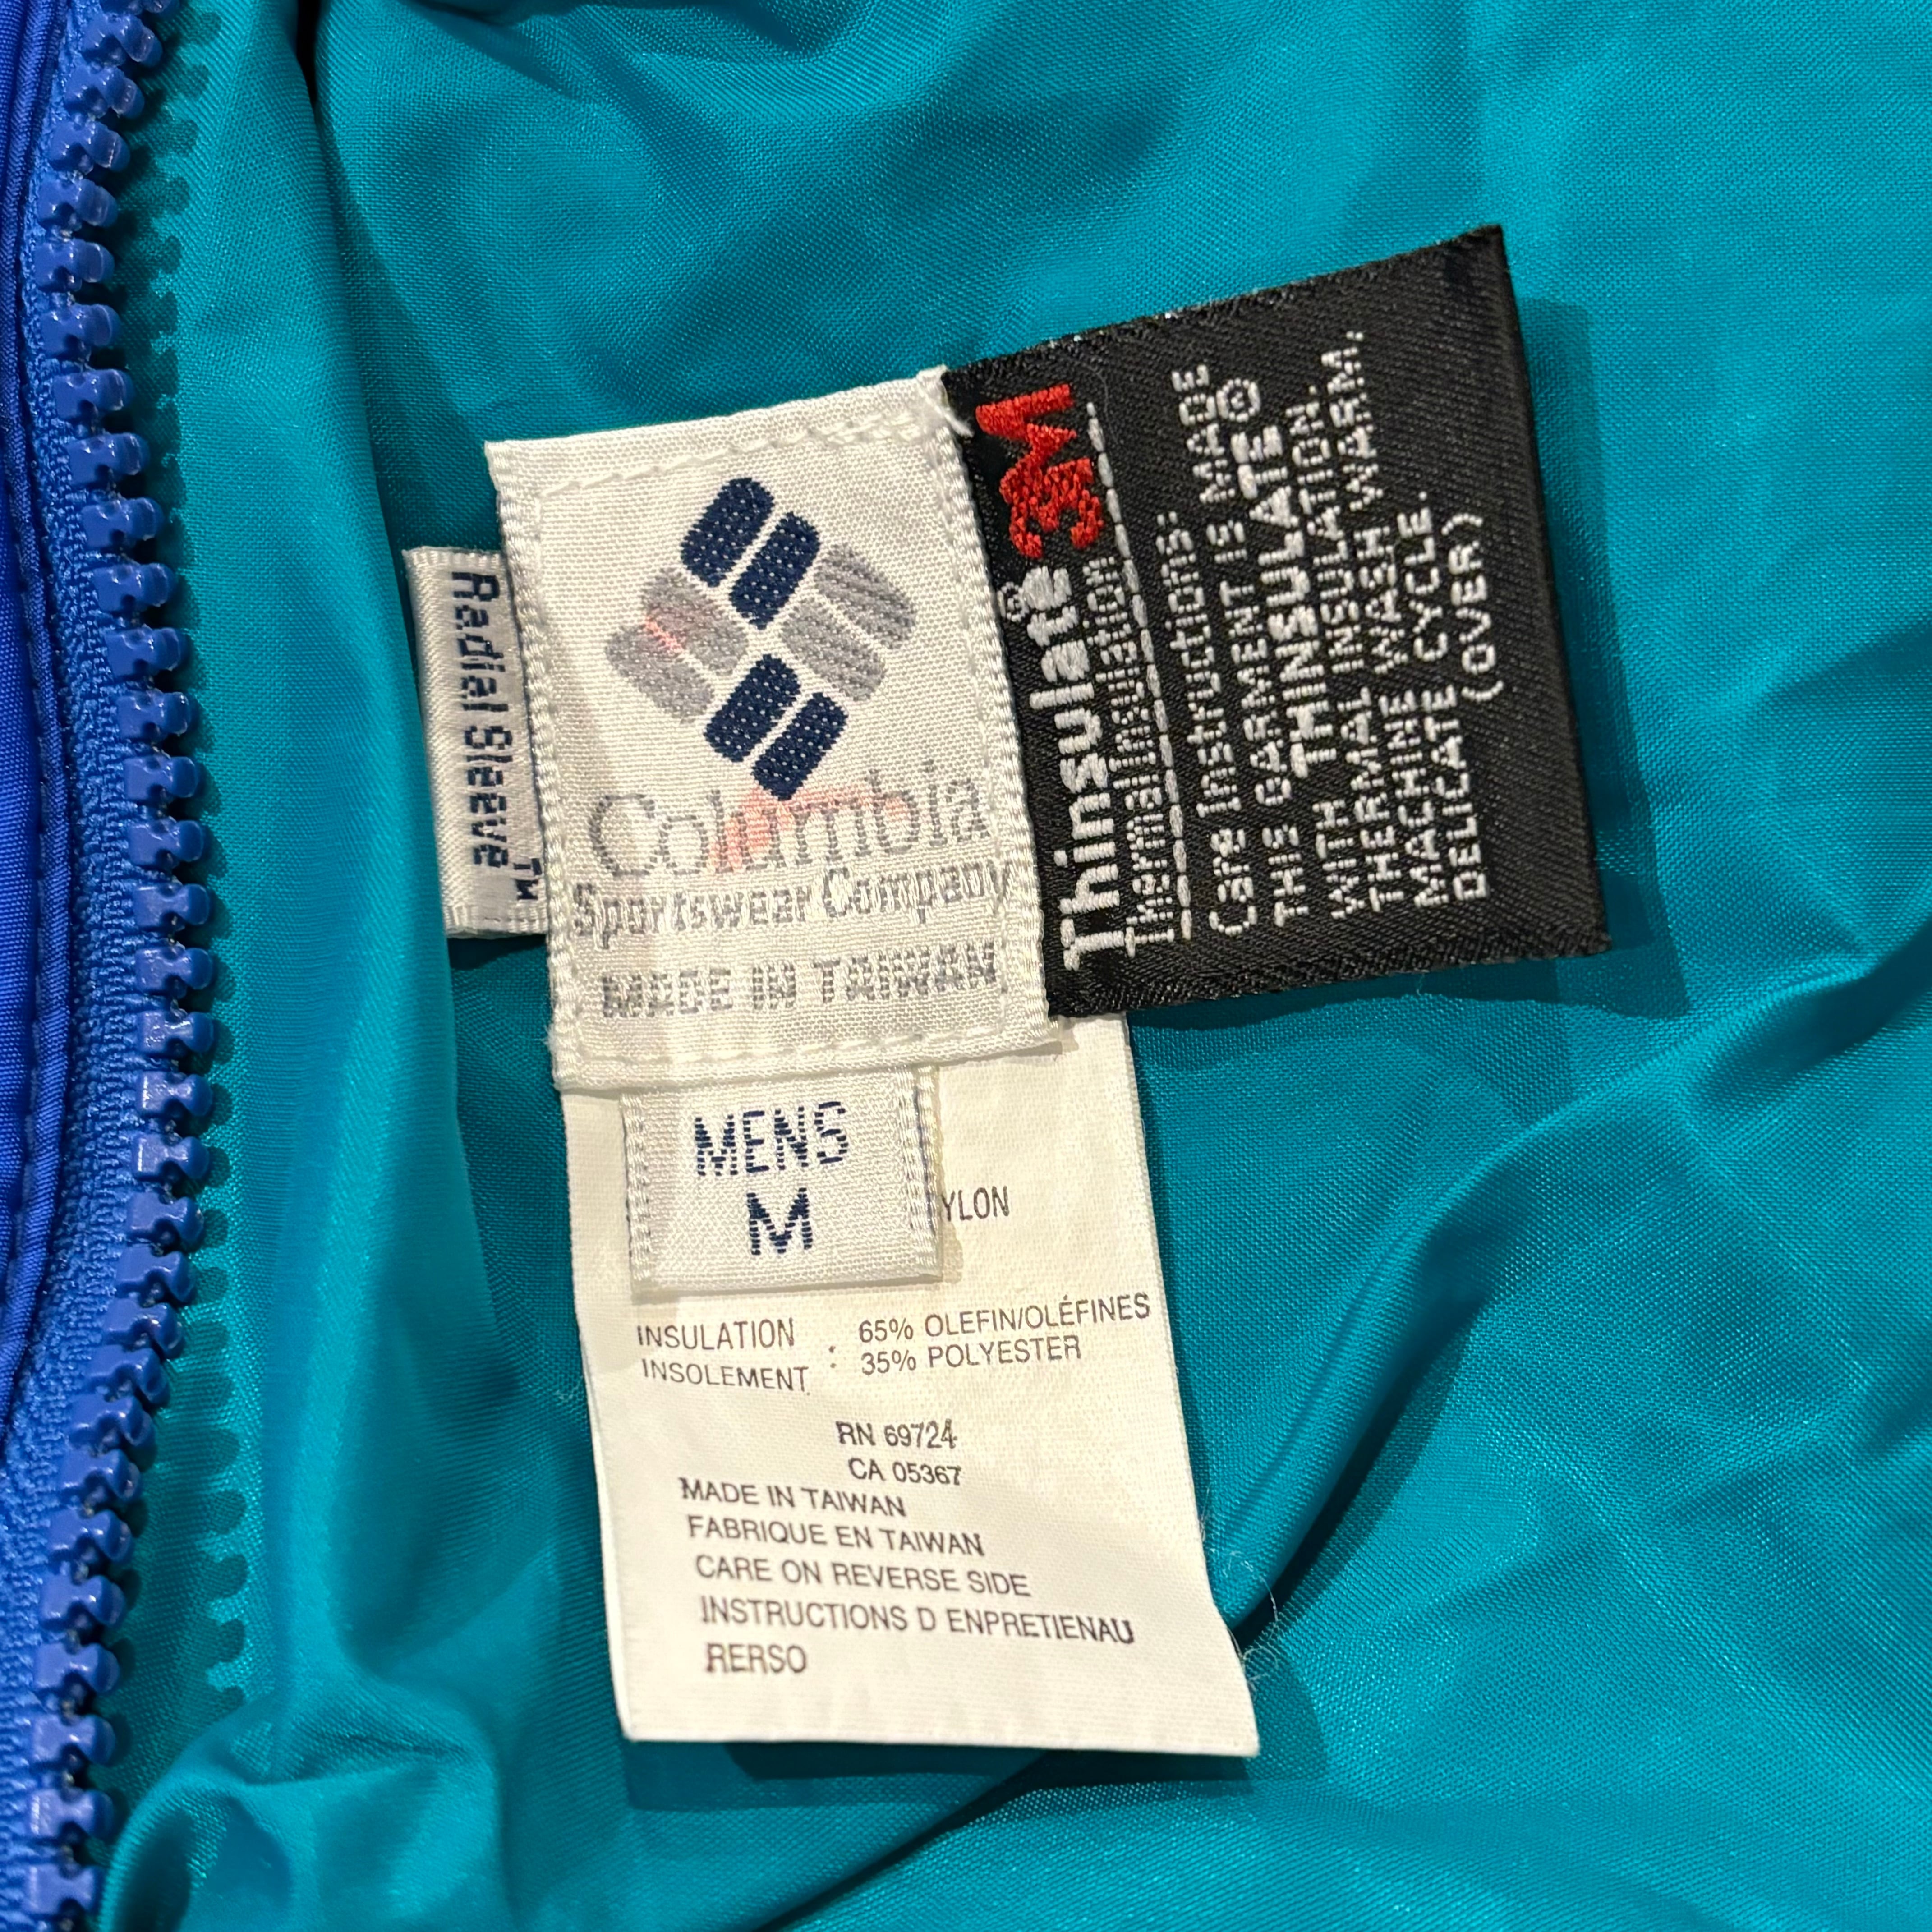 Radial Sleeve™
Columbia
Sportswear Company
MADE IN TAIWAN
3M
Thinsulate®
Thermal Insulation
Care Instructions:
THIS GARMENT IS MADE
WITH THINSULATE®
THERMAL INSULATION.
MACHINE WASH WARM,
DELICATE CYCLE.
(OVER)
MENS
M
YLON
INSULATION : 65% OLEFIN/OLÉFINES
INSOLEMENT 35% POLYESTER
RN 69724
CA 05367
MADE IN TAIWAN
FABRIQUE EN TAIWAN
CARE ON REVERSE SIDE
INSTRUCTIONS D ENPRETIENAU
RERSO